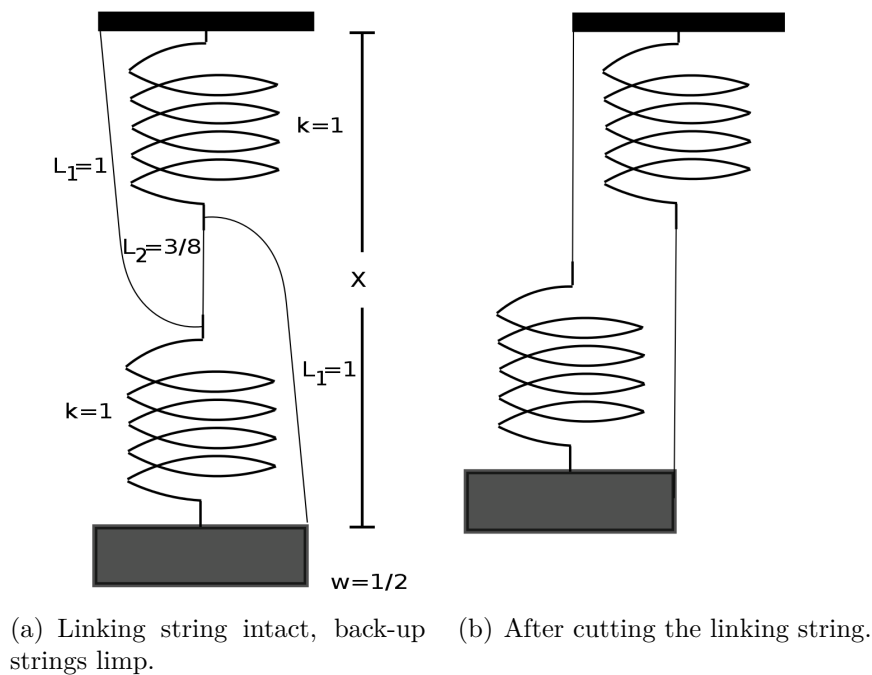 k=1
L1=1
L2=3/8
X
L1=1
k=1
w=1/2
(a) Linking string intact, back-up
strings limp.
(b) After cutting the linking string.